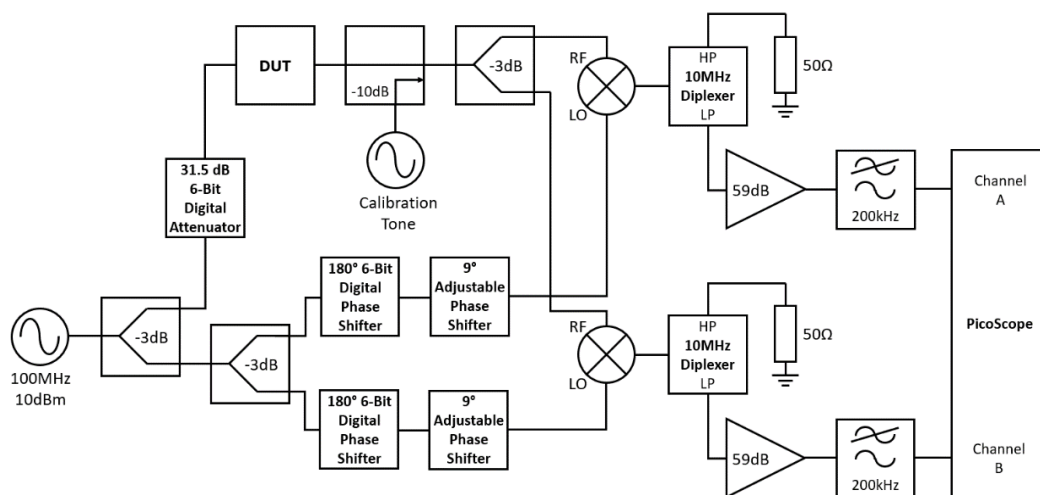 DUT
-10dB
-3dB
RF
LO
HP
10MHz
Diplexer
LP
50Ω
31.5 dB
6-Bit
Digital
Attenuator
Calibration
Tone
59dB
200kHz
Channel
A
100MHz
10dBm
-3dB
-3dB
180° 6-Bit
Digital
Phase
Shifter
9°
Adjustable
Phase
Shifter
180° 6-Bit
Digital
Phase
Shifter
9°
Adjustable
Phase
Shifter
RF
LO
HP
10MHz
Diplexer
LP
50Ω
59dB
200kHz
PicoScope
Channel
B